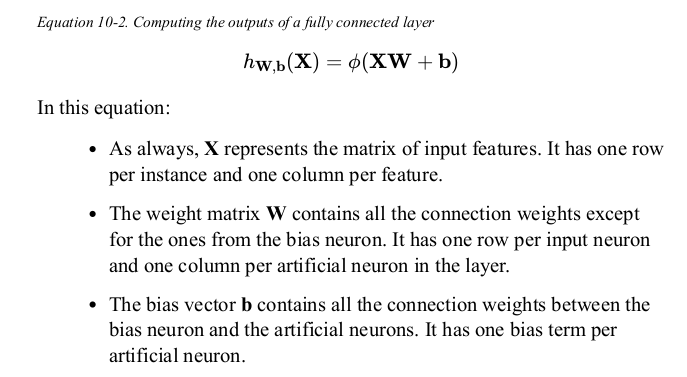 Equation 10-2. Computing the outputs of a fully connected layer
h_{W,b}(X) = ϕ(XW + b)
In this equation:
• As always, X represents the matrix of input features. It has one row
per instance and one column per feature.
• The weight matrix W contains all the connection weights except
for the ones from the bias neuron. It has one row per input neuron
and one column per artificial neuron in the layer.
• The bias vector b contains all the connection weights between the
bias neuron and the artificial neurons. It has one bias term per
artificial neuron.